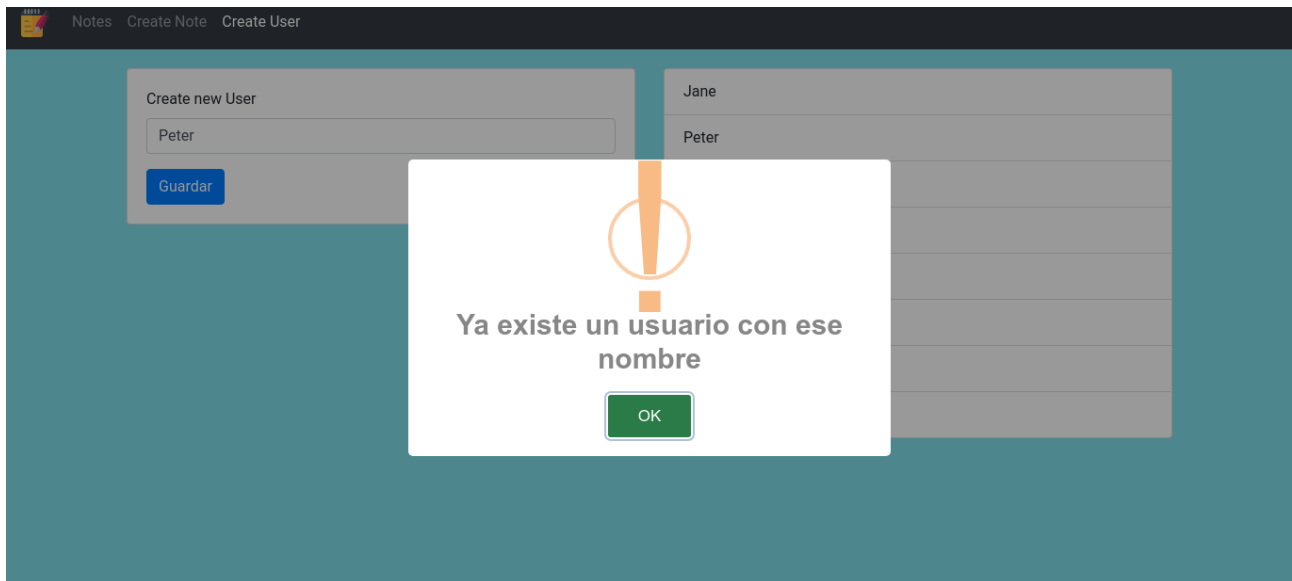 Notes Create Note Create User
Create new User
Peter
Guardar
Jane
Peter
Ya existe un usuario con ese
nombre
OK